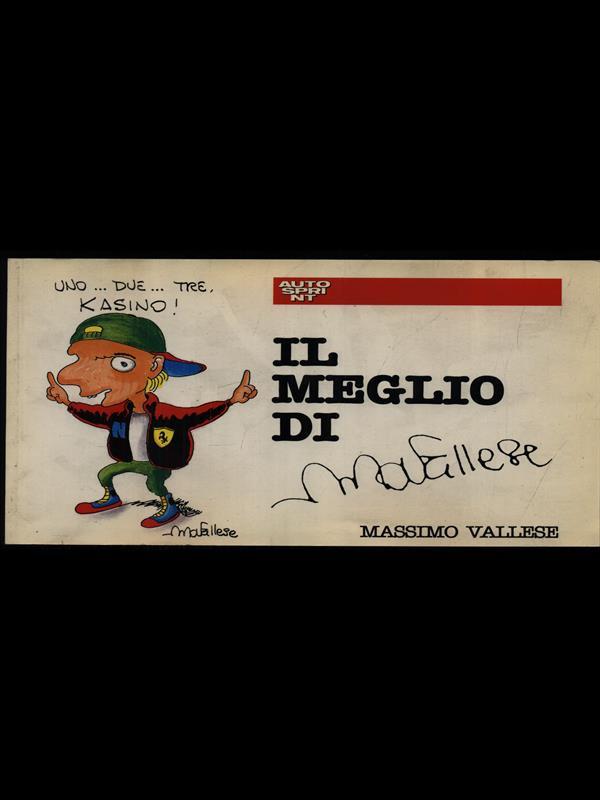 UNO... DUE... TRE,
KASINO!
N
Mavallese
AUTO
SPRI
NT
IL
MEGLIO
DI
Mavallese
MASSIMO VALLESE